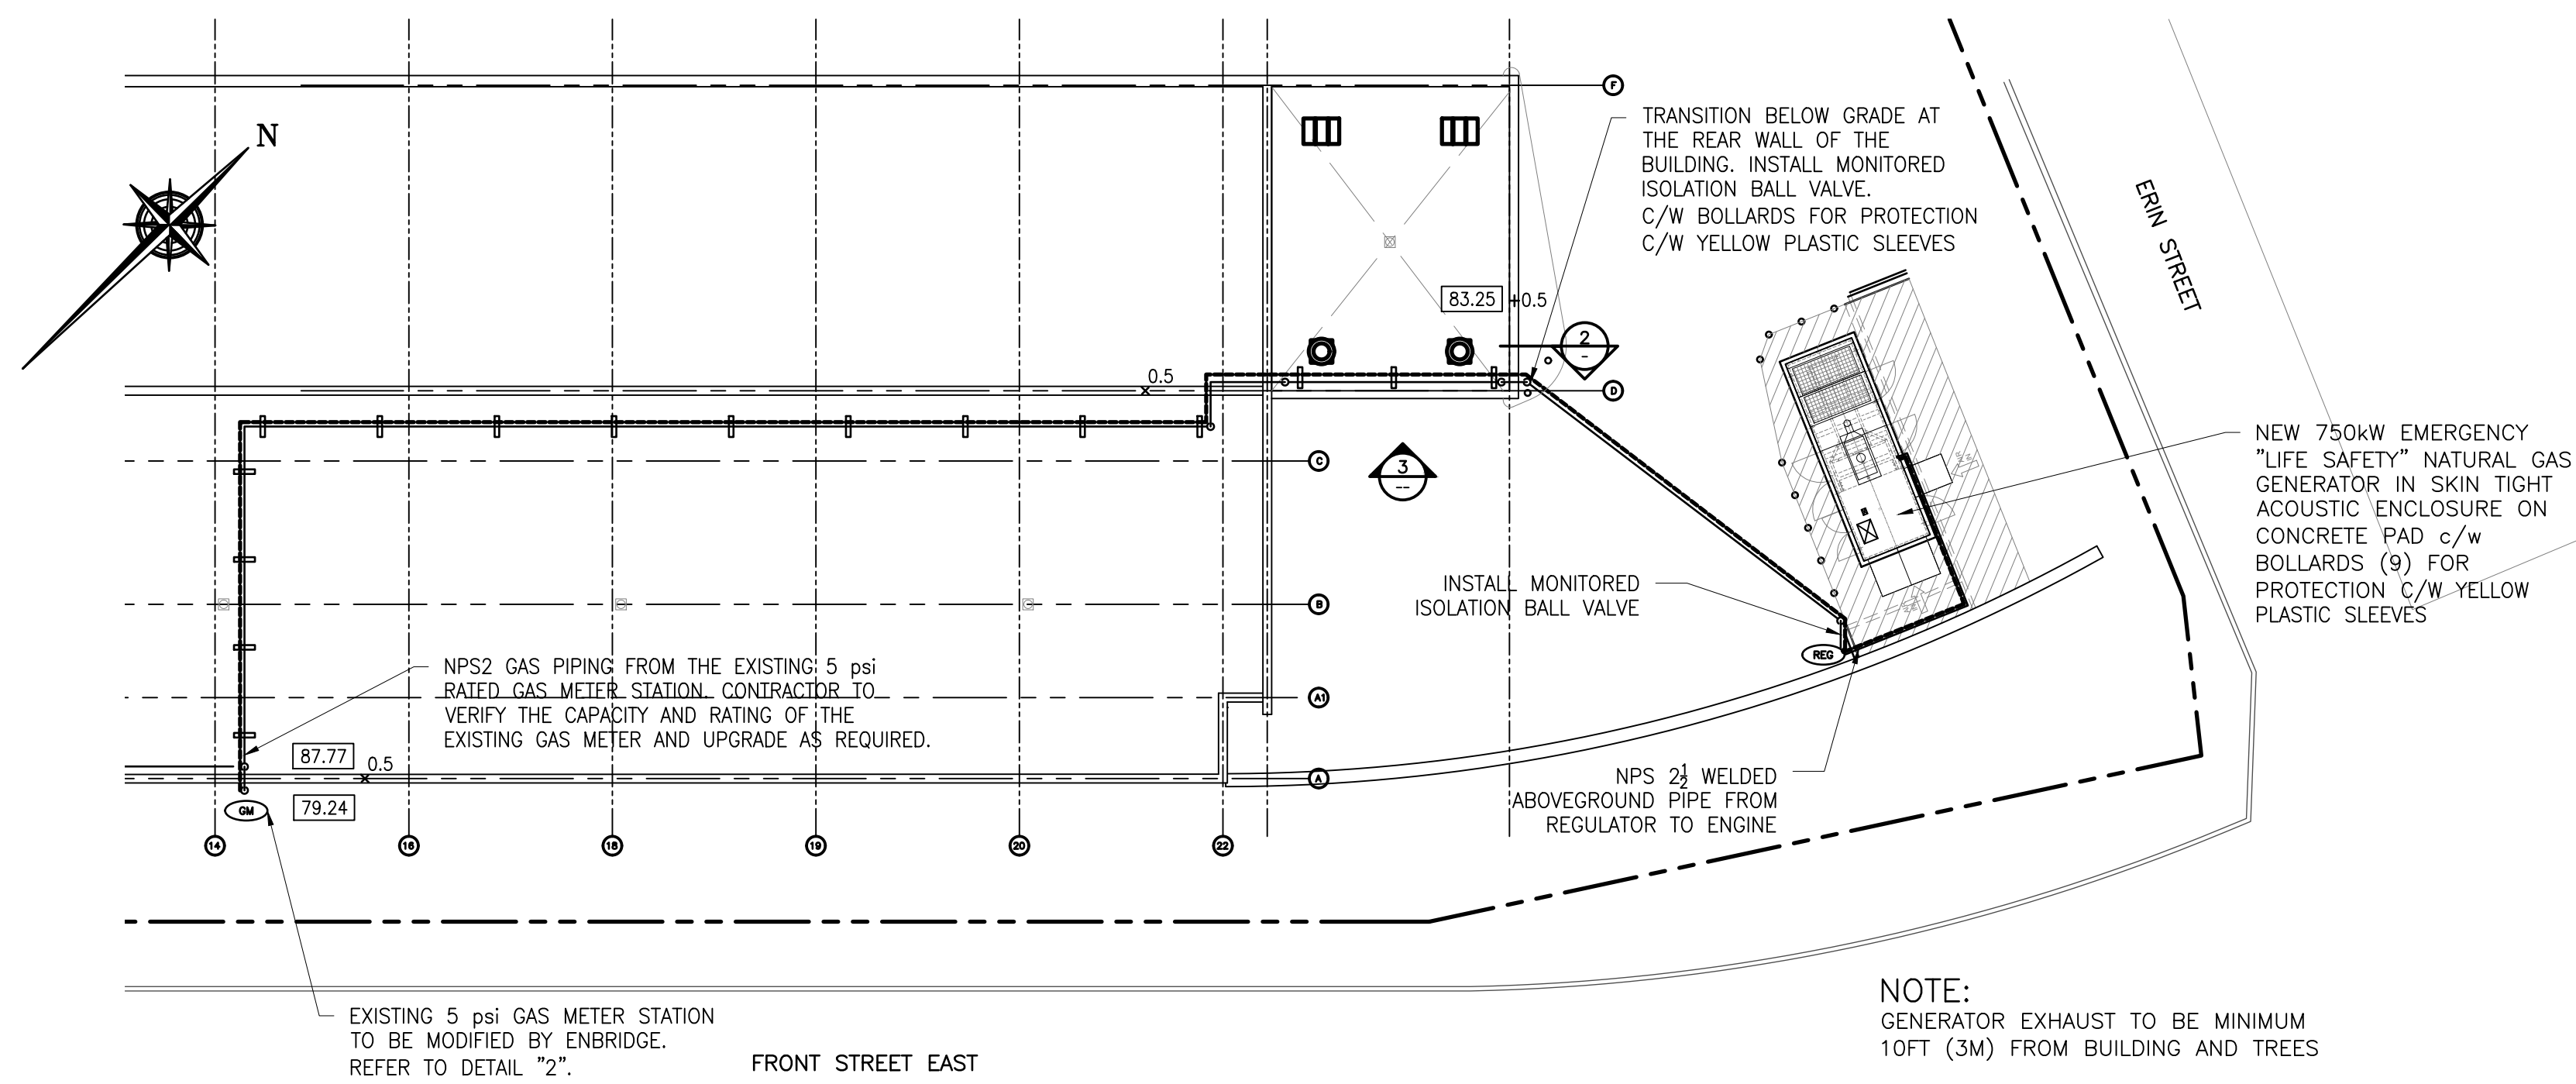 N
F
TRANSITION BELOW GRADE AT
THE REAR WALL OF THE
BUILDING. INSTALL MONITORED
ISOLATION BALL VALVE.
C/W BOLLARDS FOR PROTECTION
C/W YELLOW PLASTIC SLEEVES
ERIN STREET
83.25
0.5
2
-
0.5
D
C
3
--
NEW 750kW EMERGENCY
"LIFE SAFETY" NATURAL GAS
GENERATOR IN SKIN TIGHT
ACOUSTIC ENCLOSURE ON
CONCRETE PAD c/w
BOLLARDS (9) FOR
PROTECTION C/W YELLOW
PLASTIC SLEEVES
INSTALL MONITORED
ISOLATION BALL VALVE
B
REG
NPS2 GAS PIPING FROM THE EXISTING 5 psi
RATED GAS METER STATION. CONTRACTOR TO
VERIFY THE CAPACITY AND RATING OF THE
EXISTING GAS METER AND UPGRADE AS REQUIRED.
A1
87.77
0.5
A
GM
79.24
NPS 2½ WELDED
ABOVEGROUND PIPE FROM
REGULATOR TO ENGINE
14
16
18
19
20
22
EXISTING 5 psi GAS METER STATION
TO BE MODIFIED BY ENBRIDGE.
REFER TO DETAIL "2".
FRONT STREET EAST
NOTE:
GENERATOR EXHAUST TO BE MINIMUM
10FT (3M) FROM BUILDING AND TREES